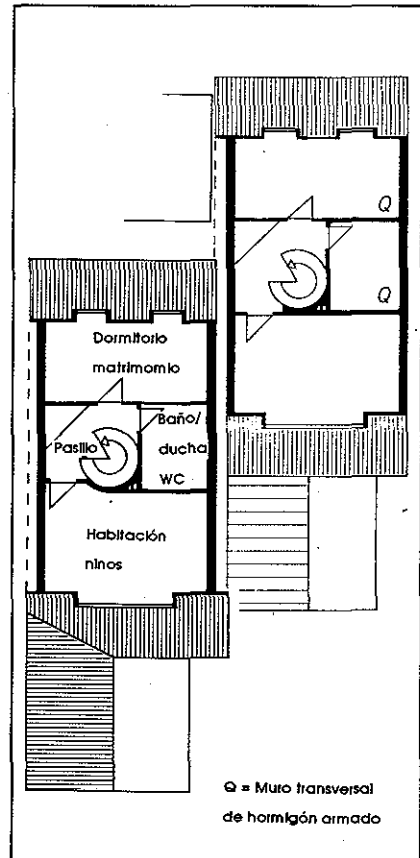 Q
Q
Dormitorio
matrimomio
Baño/
Pasillo
ducha
WC
Habitación
ninos
Q = Muro transversal
de hormigón armado